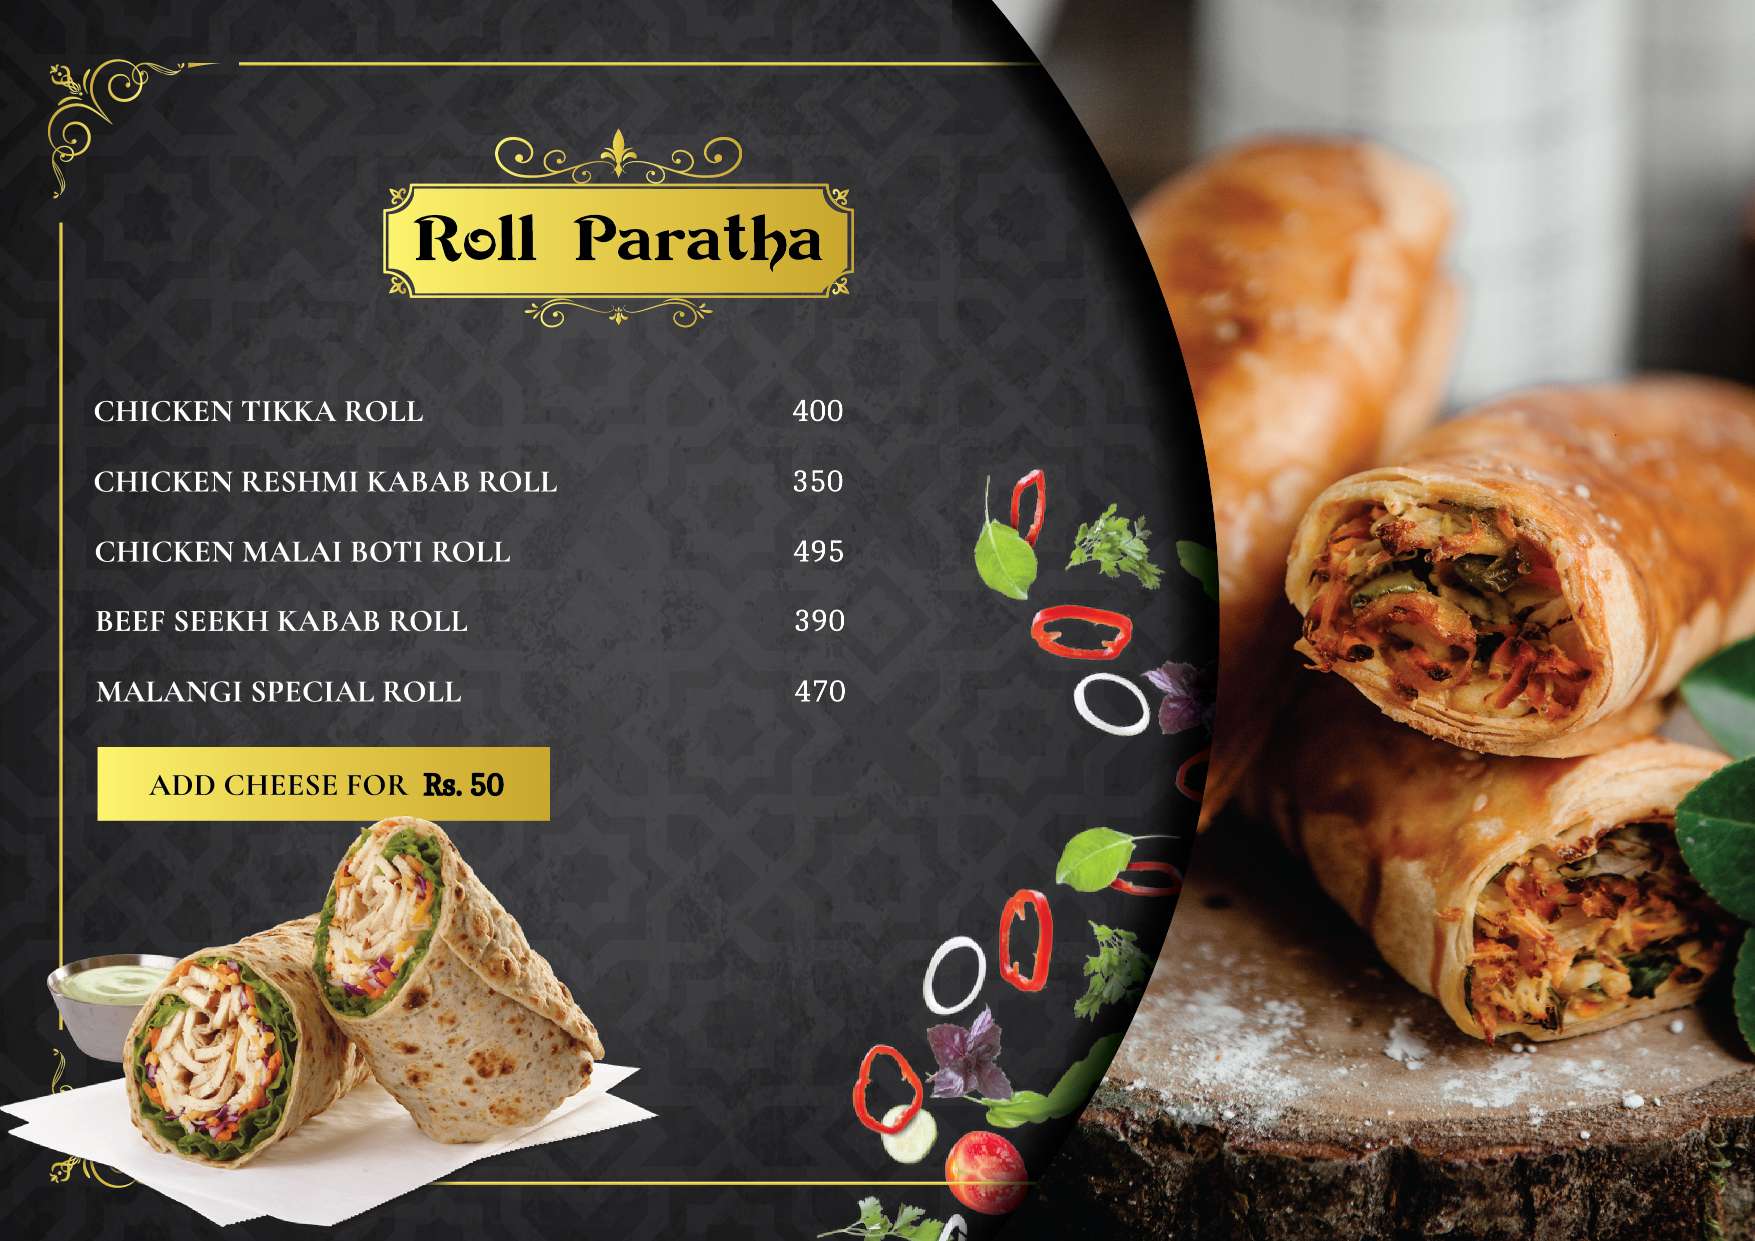 Roll Paratha
CHICKEN TIKKA ROLL 400
CHICKEN RESHMI KABAB ROLL 350
CHICKEN MALAI BOTI ROLL 495
BEEF SEEKH KABAB ROLL 390
MALANGI SPECIAL ROLL 470
ADD CHEESE FOR Rs. 50